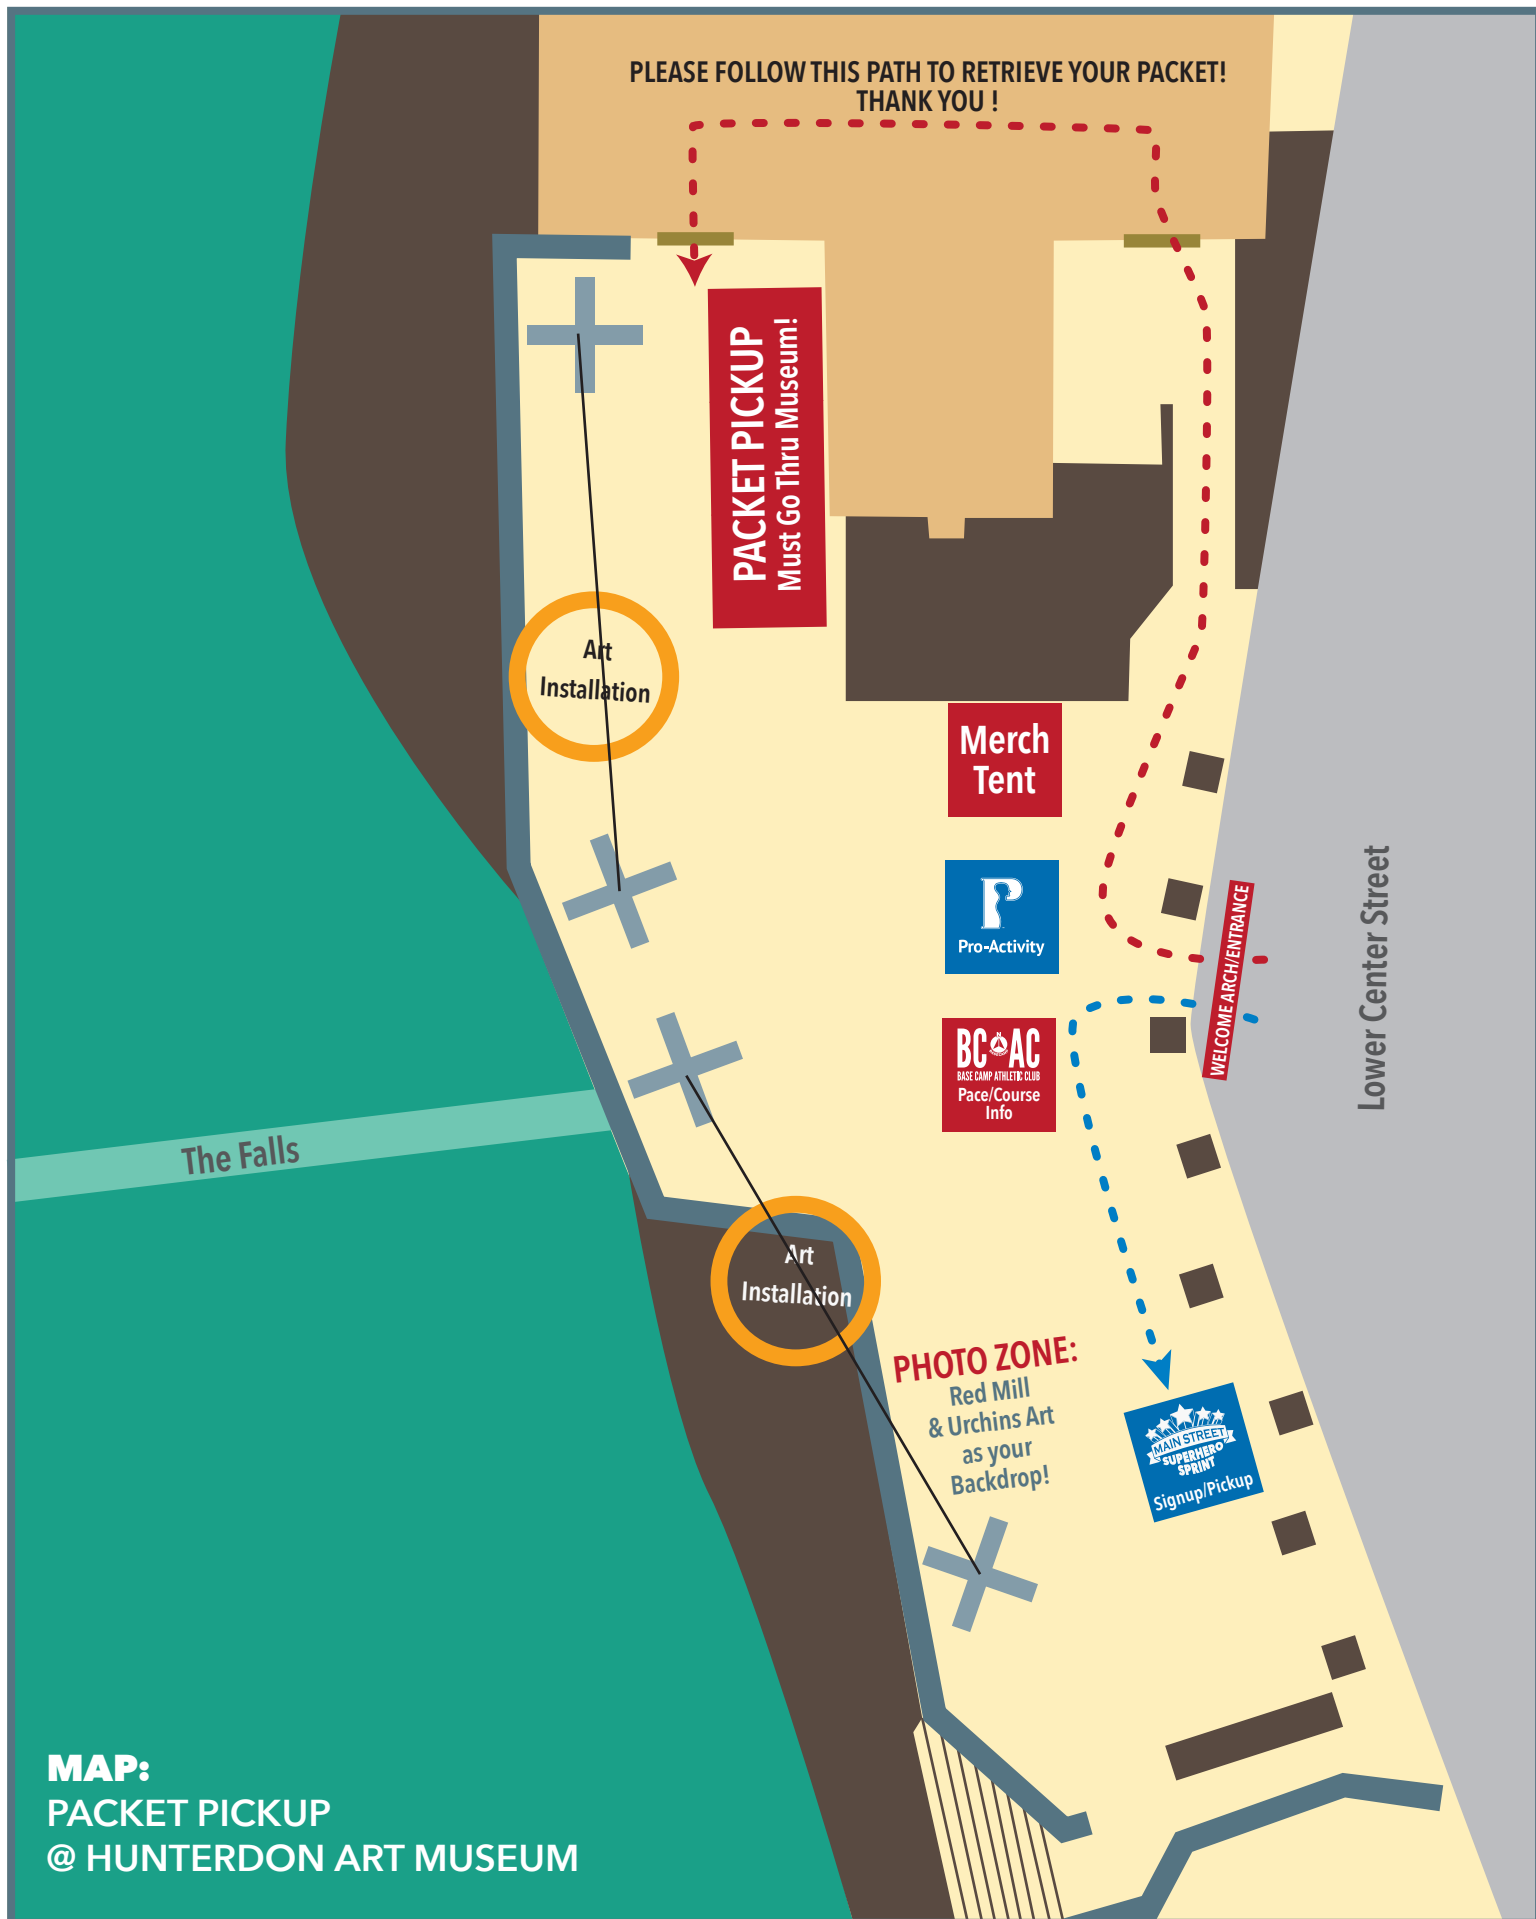 PLEASE FOLLOW THIS PATH TO RETRIEVE YOUR PACKET!
THANK YOU !
PACKET PICKUP
Must Go Thru Museum!
Art
Installation
Merch
Tent
Pro-Activity
WELCOME ARCH/ENTRANCE
Lower Center Street
BC AC
BASE CAMP ATHLETIC CLUB
Pace/Course
Info
The Falls
Art
Installation
PHOTO ZONE:
Red Mill
& Urchins Art
as your
Backdrop!
MAIN STREET
SUPERHERO
SPRINT
Signup/Pickup
MAP:
PACKET PICKUP
@ HUNTERDON ART MUSEUM